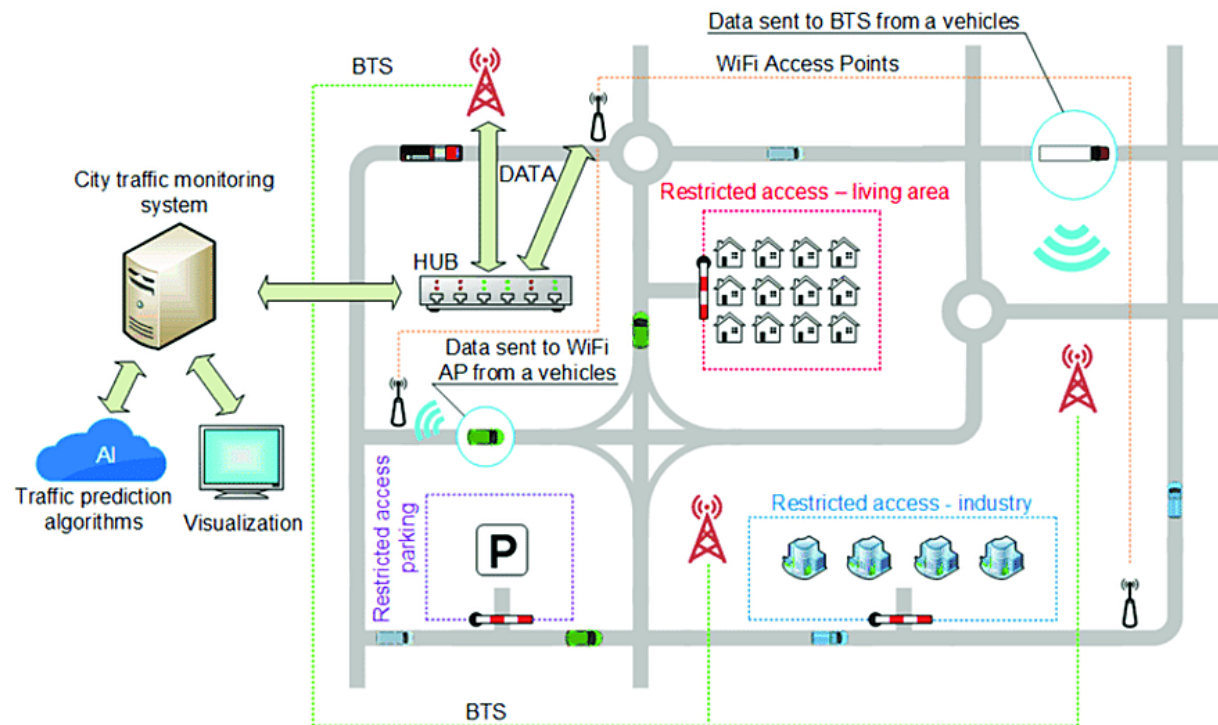 Data sent to BTS from a vehicles
BTS
WiFi Access Points
City traffic monitoring
system
DATA
Restricted access – living area
HUB
Data sent to WiFi
AP from a vehicles
AI
Traffic prediction
algorithms
Visualization
Restricted access
parking
P
Restricted access - industry
BTS